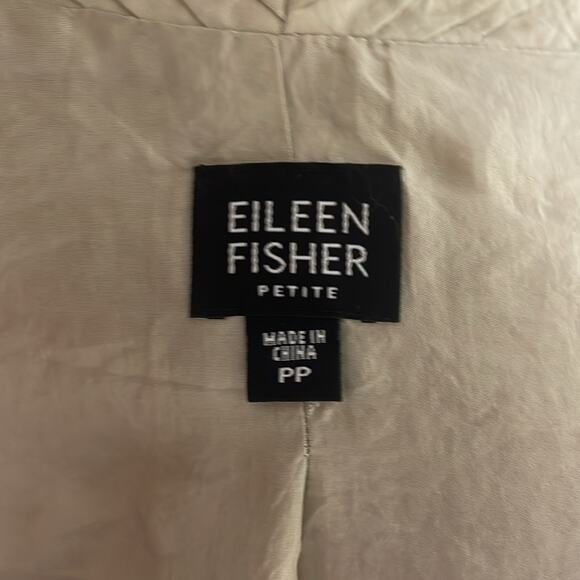 EILEEN
FISHER
PETITE
MADE IN
CHINA
PP